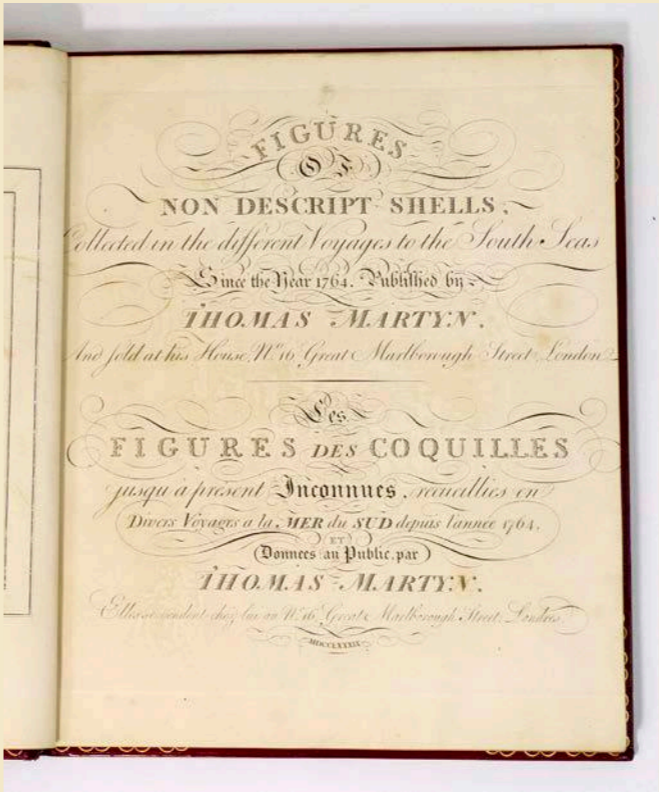 FIGURES
OF
NON DESCRIPT SHELLS,
Collected in the different Voyages to the South Seas
Since the Year 1764. Published by
THOMAS MARTYN.
And sold at his House, No. 16 Great Marlborough Street, London
Les
FIGURES DES COQUILLES
jusqu'à présent Inconnues, recueillies en
Divers Voyages a la MER du SUD depuis l'année 1764.
ET
Données au Public, par
THOMAS MARTYN.
Elles se vendent chez lui au No. 16 Great Marlborough Street, Londres.